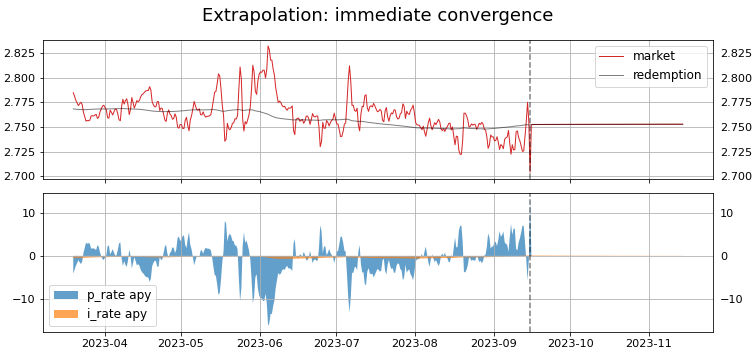 Extrapolation: immediate convergence
2.825 2.825
2.800 2.800
2.775 2.775
2.750 2.750
2.725 2.725
2.700 2.700
market
redemption
10 10
0 0
−10 −10
p_rate apy
i_rate apy
2023-04 2023-05 2023-06 2023-07 2023-08 2023-09 2023-10 2023-11